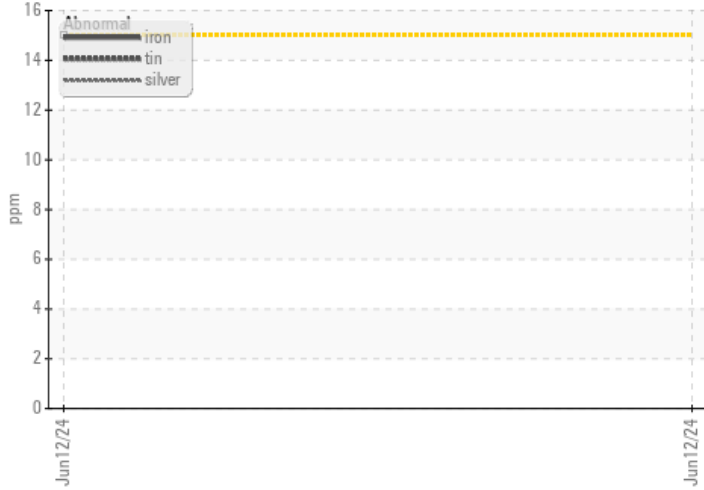 16
14
12
10
8
6
4
2
0
ppm
Abnormal
iron
tin
silver
Jun12/24
Jun12/24